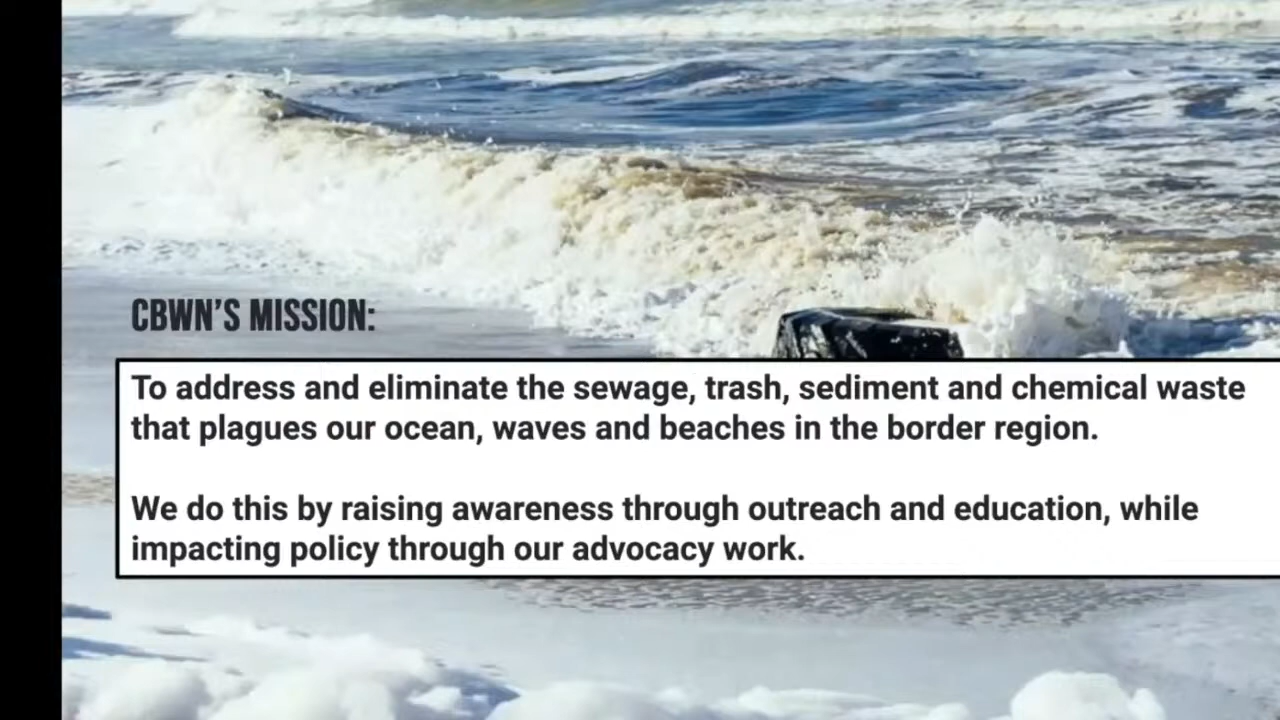 CBWN'S MISSION:
To address and eliminate the sewage, trash, sediment and chemical waste
that plagues our ocean, waves and beaches in the border region.
We do this by raising awareness through outreach and education, while
impacting policy through our advocacy work.